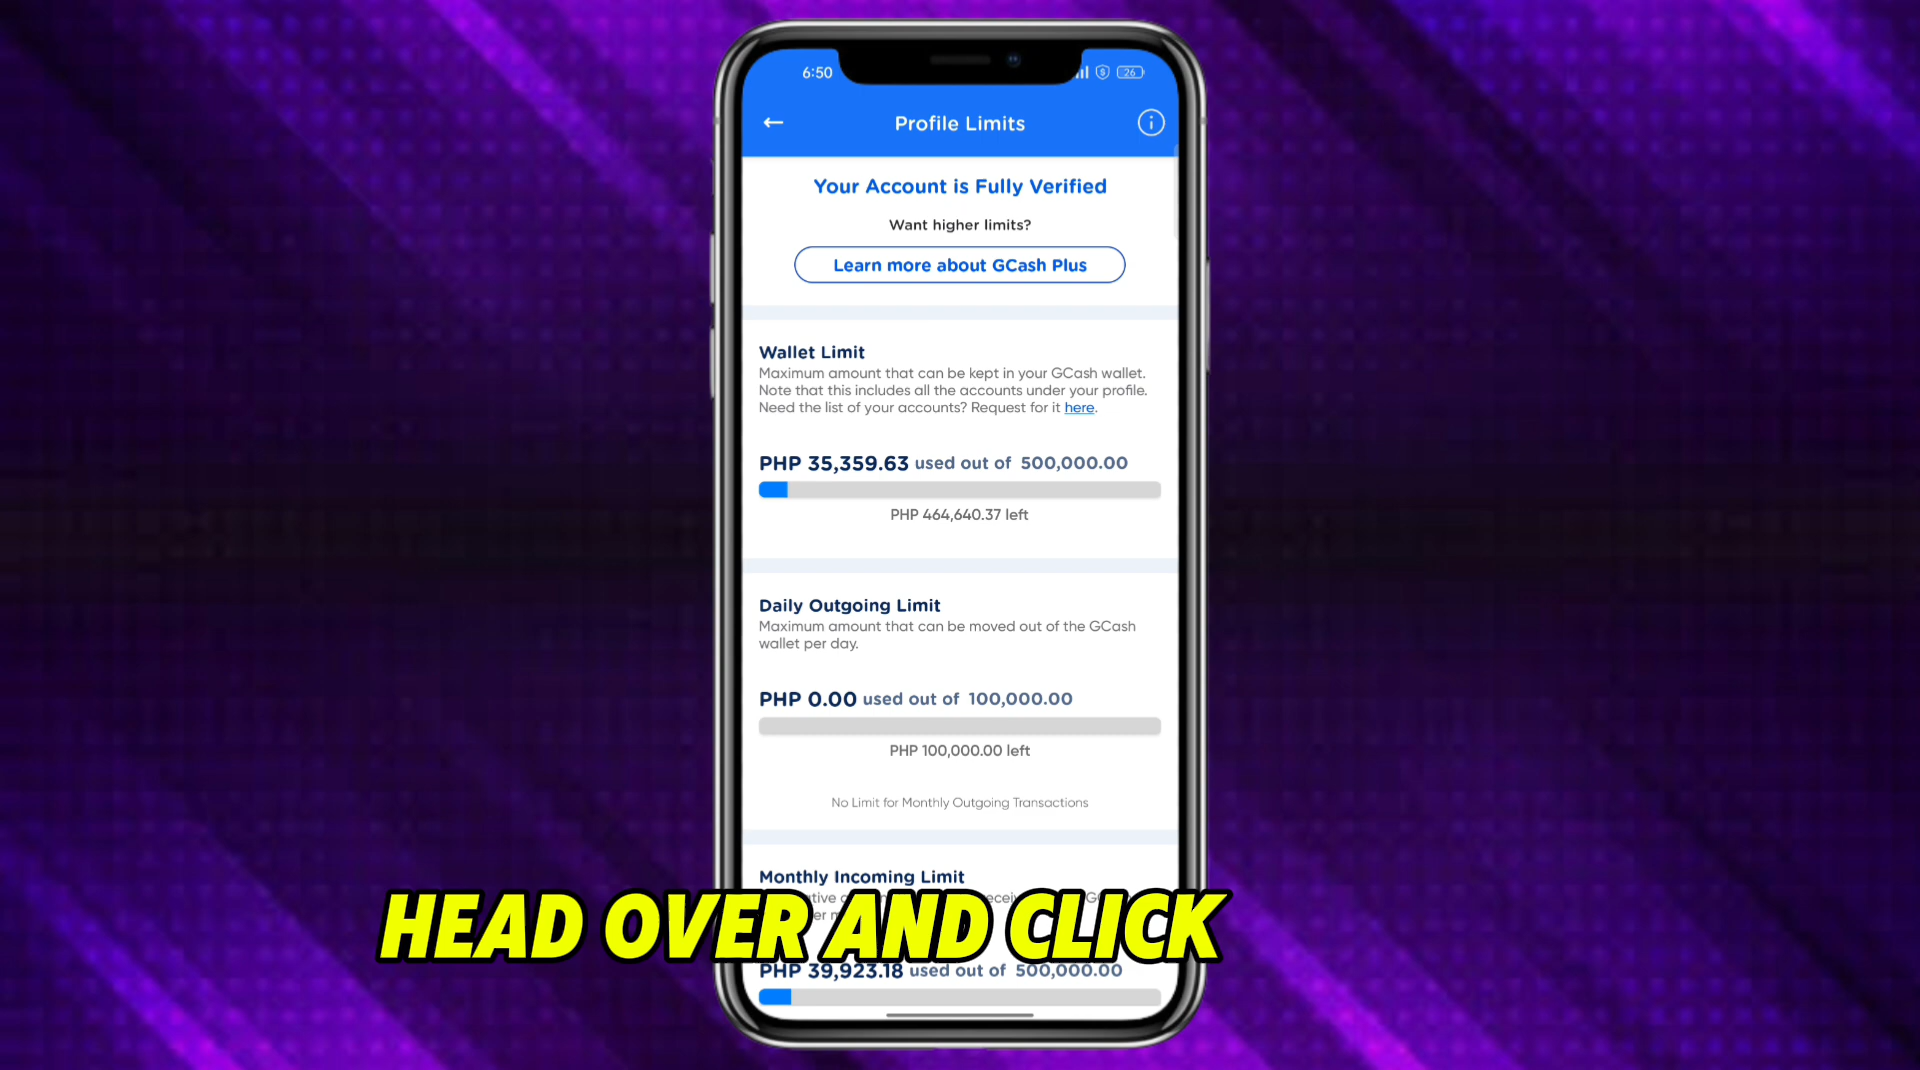 6:50
26
Profile Limits
Your Account is Fully Verified
Want higher limits?
Learn more about GCash Plus
Wallet Limit
Maximum amount that can be kept in your GCash wallet.
Note that this includes all the accounts under your profile.
Need the list of your accounts? Request for it here.
PHP 35,359.63 used out of 500,000.00
PHP 464,640.37 left
Daily Outgoing Limit
Maximum amount that can be moved out of the GCash
wallet per day.
PHP 0.00 used out of 100,000.00
PHP 100,000.00 left
No Limit for Monthly Outgoing Transactions
Monthly Incoming Limit
HEAD OVER AND CLICK
PHP 39,923.18 used out of 500,000.00